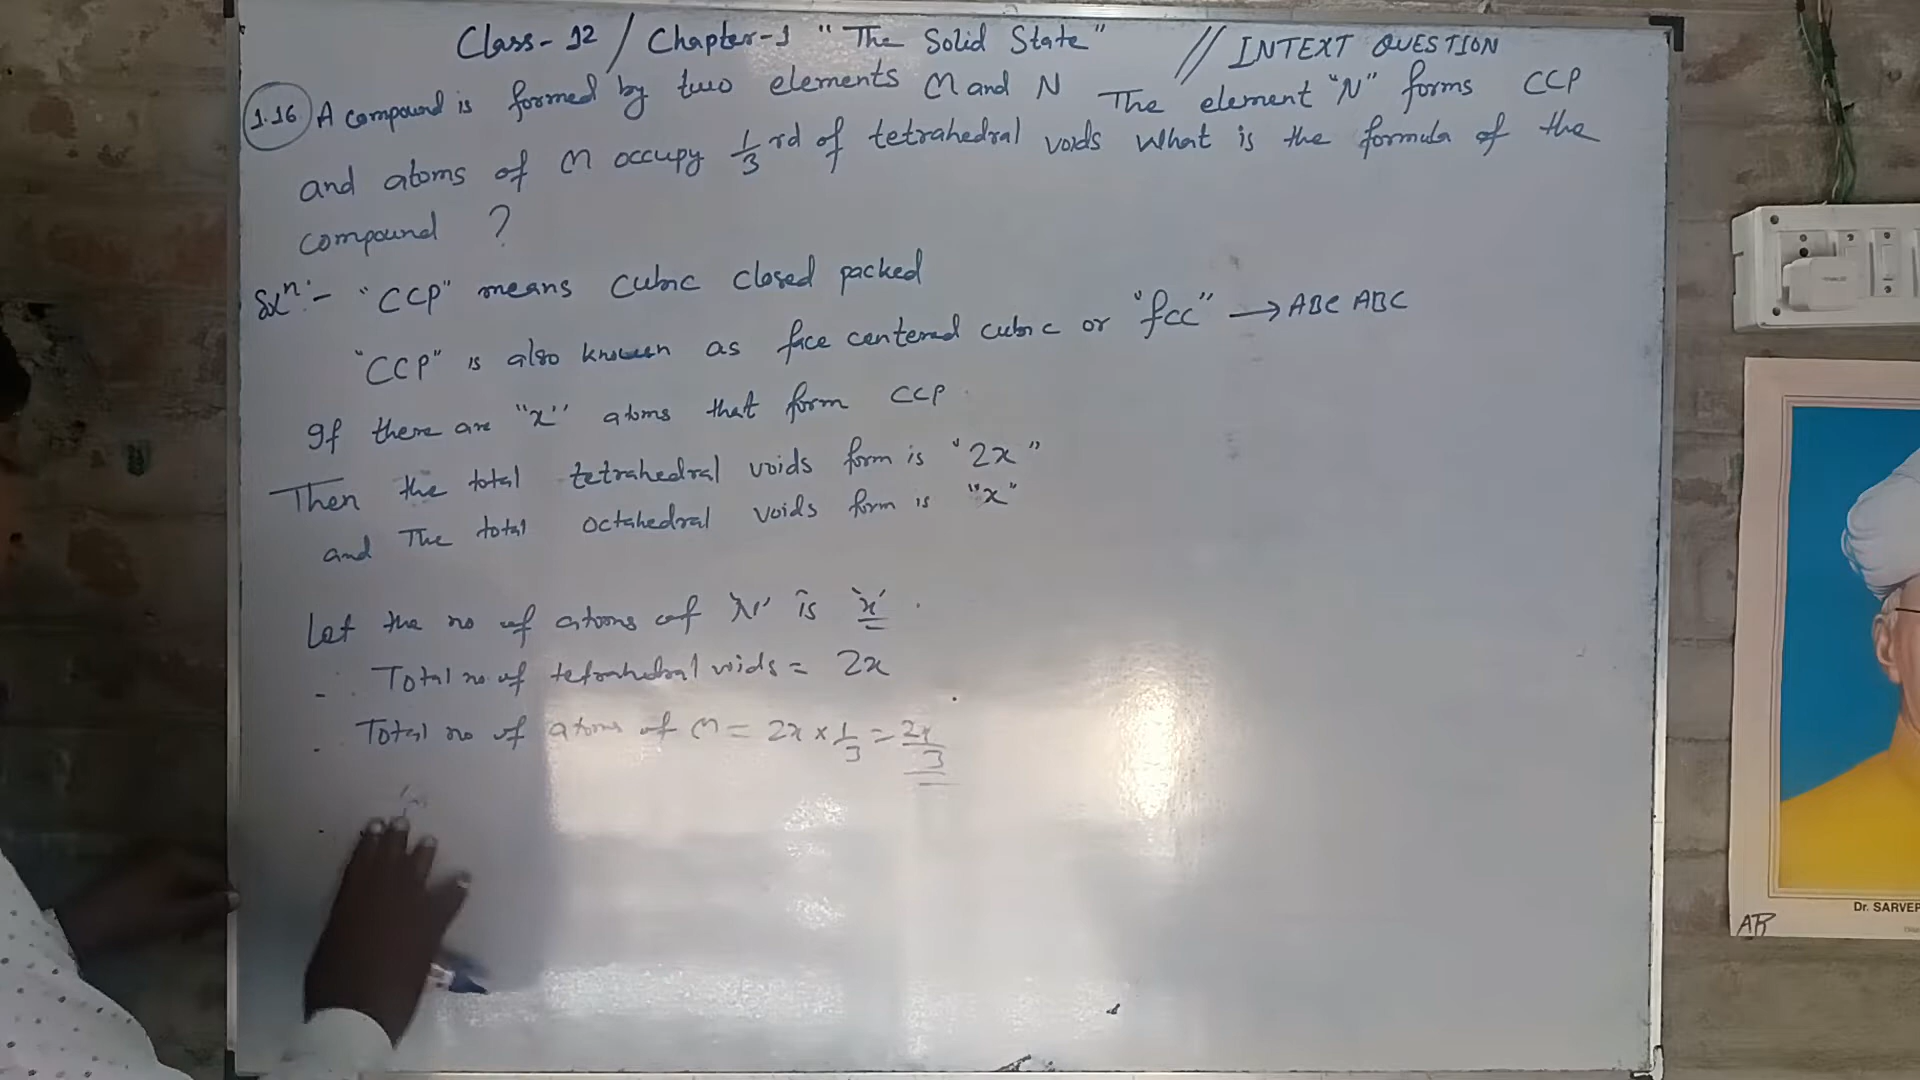 Class-12 / Chapter-1 "The Solid State" // INTEXT QUESTION
1.16 A compound is formed by two elements M and N The element "N" forms CCP
and atoms of M occupy 1/3 rd of tetrahedral voids What is the formula of the
compound ?
Solⁿ:- "CCP" means Cubic closed packed
"CCP" is also known as face centered cubic or "fcc" → ABC ABC
If there are "x" atoms that form CCP.
Then the total tetrahedral voids form is "2x"
and The total octahedral voids form is "x"
Let the no of atoms of 'N' is 'x'.
Total no. of tetrahedral voids = 2x
Total no of atoms of M = 2x × 1/3 = 2x/3
Dr. SARVEP
AR